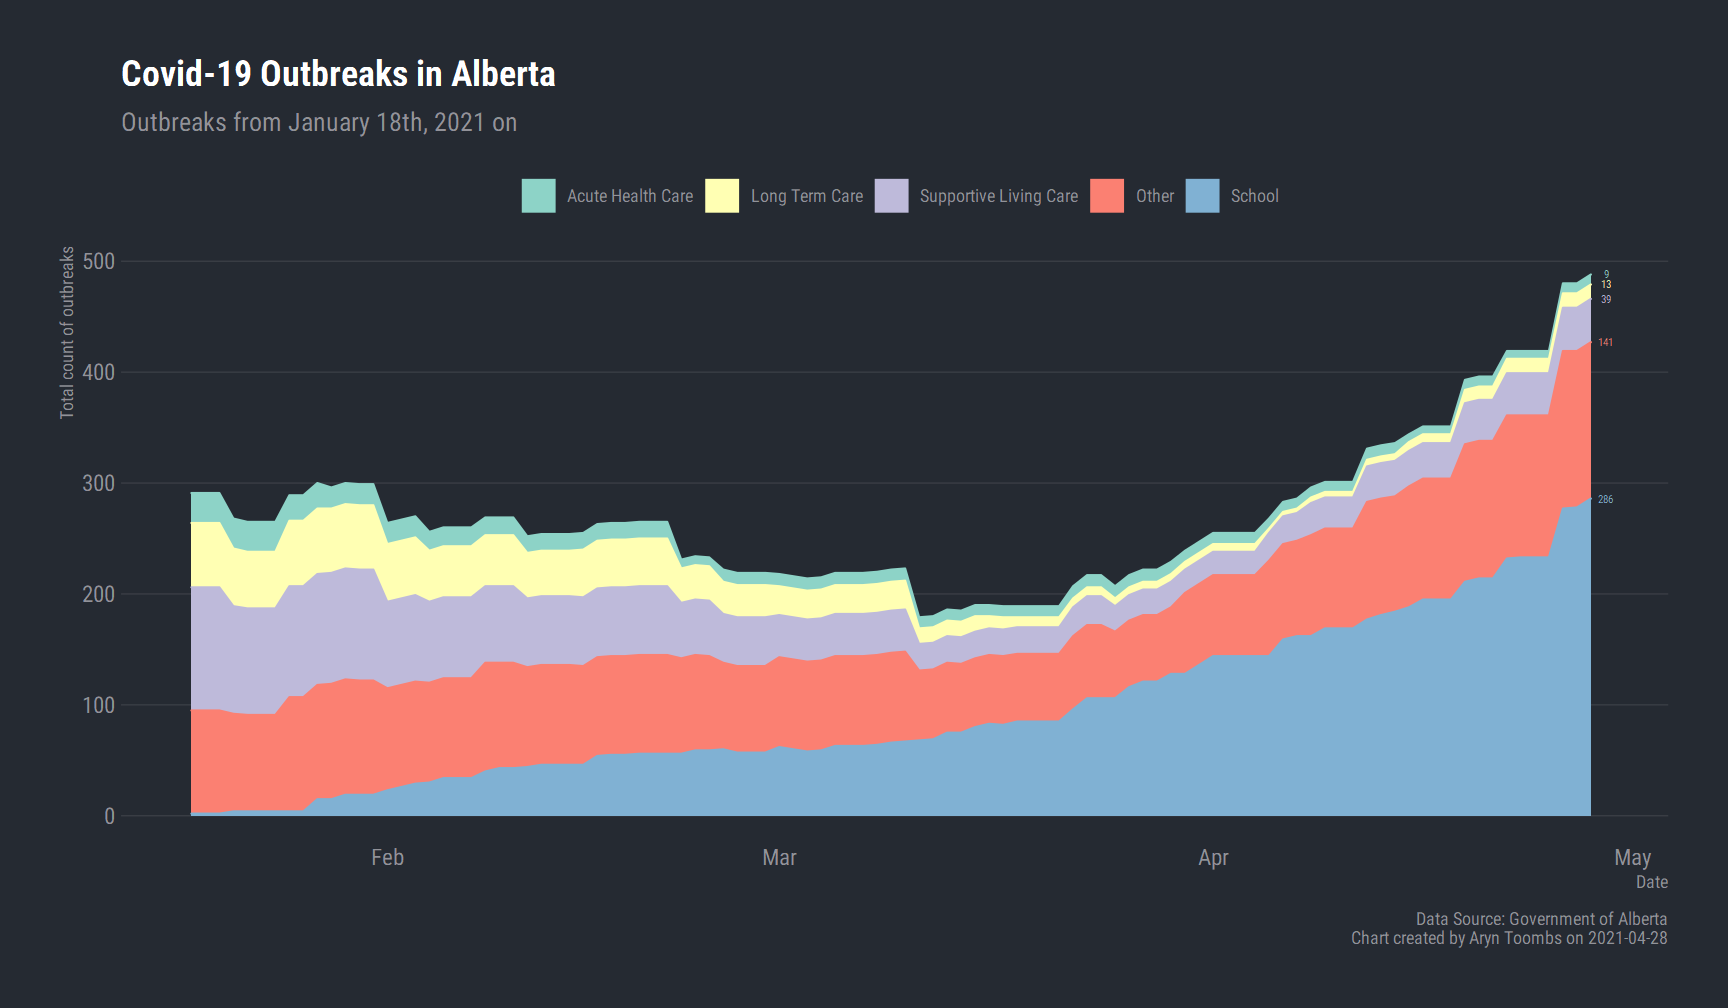 Covid-19 Outbreaks in Alberta
Outbreaks from January 18th, 2021 on
Acute Health Care
Long Term Care
Supportive Living Care
Other
School
Total count of outbreaks
500
400
300
200
100
0
9
13
39
141
286
Feb
Mar
Apr
May
Date
Data Source: Government of Alberta
Chart created by Aryn Toombs on 2021-04-28